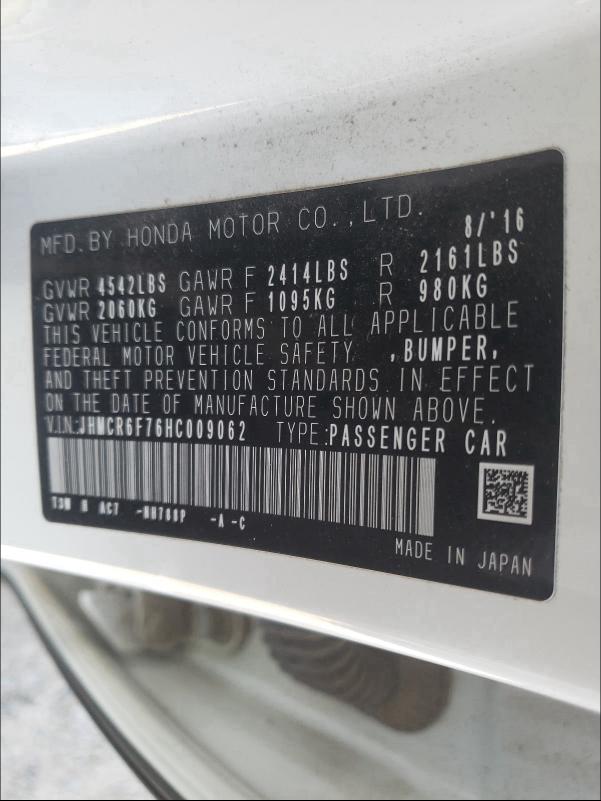 MFD. BY HONDA MOTOR CO., LTD. 8/'16
GVWR 4542LBS GAWR F 2414LBS R 2161LBS
GVWR 2060KG GAWR F 1095KG R 980KG
THIS VEHICLE CONFORMS TO ALL APPLICABLE
FEDERAL MOTOR VEHICLE SAFETY ,BUMPER,
AND THEFT PREVENTION STANDARDS IN EFFECT
ON THE DATE OF MANUFACTURE SHOWN ABOVE.
V.I.N.:JHMCR6F76HC009062 TYPE:PASSENGER CAR
ACT -NH788P -A -C
MADE IN JAPAN